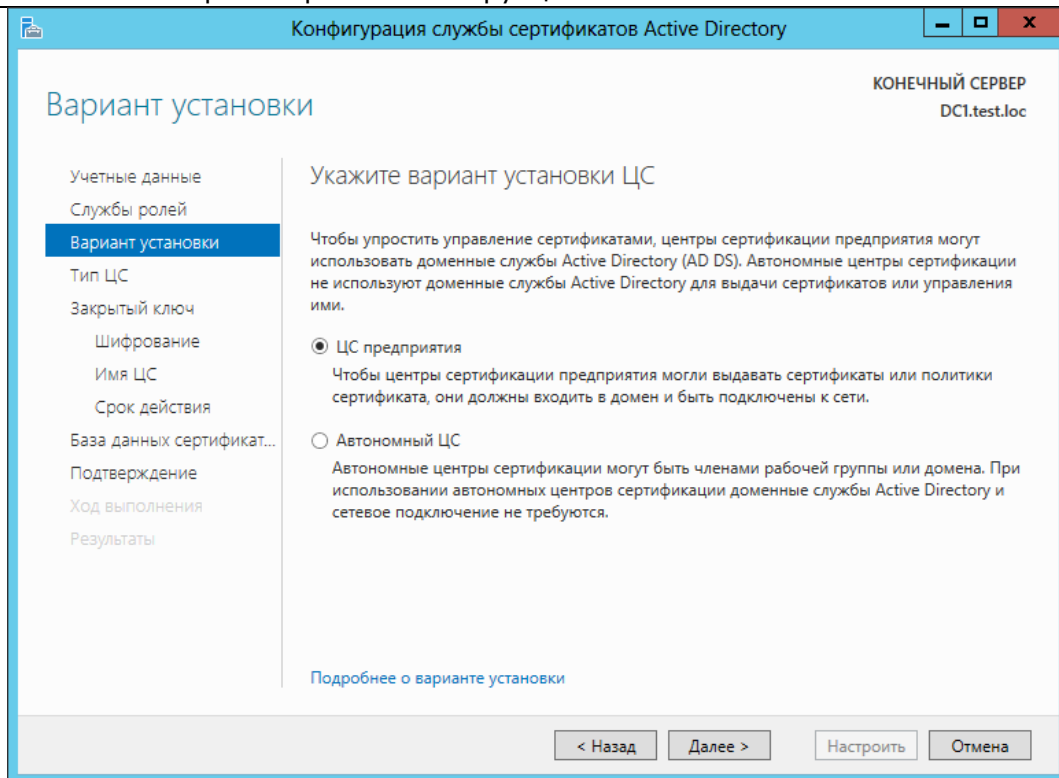 Конфигурация службы сертификатов Active Directory
Вариант установки
КОНЕЧНЫЙ СЕРВЕР
DC1.test.loc
Учетные данные
Службы ролей
Вариант установки
Тип ЦС
Закрытый ключ
Шифрование
Имя ЦС
Срок действия
База данных сертификат...
Подтверждение
Ход выполнения
Результаты
Укажите вариант установки ЦС
Чтобы упростить управление сертификатами, центры сертификации предприятия могут
использовать доменные службы Active Directory (AD DS). Автономные центры сертификации
не используют доменные службы Active Directory для выдачи сертификатов или управления
ими.
ЦС предприятия
Чтобы центры сертификации предприятия могли выдавать сертификаты или политики
сертификата, они должны входить в домен и быть подключены к сети.
Автономный ЦС
Автономные центры сертификации могут быть членами рабочей группы или домена. При
использовании автономных центров сертификации доменные службы Active Directory и
сетевое подключение не требуются.
Подробнее о варианте установки
< Назад
Далее >
Настроить
Отмена